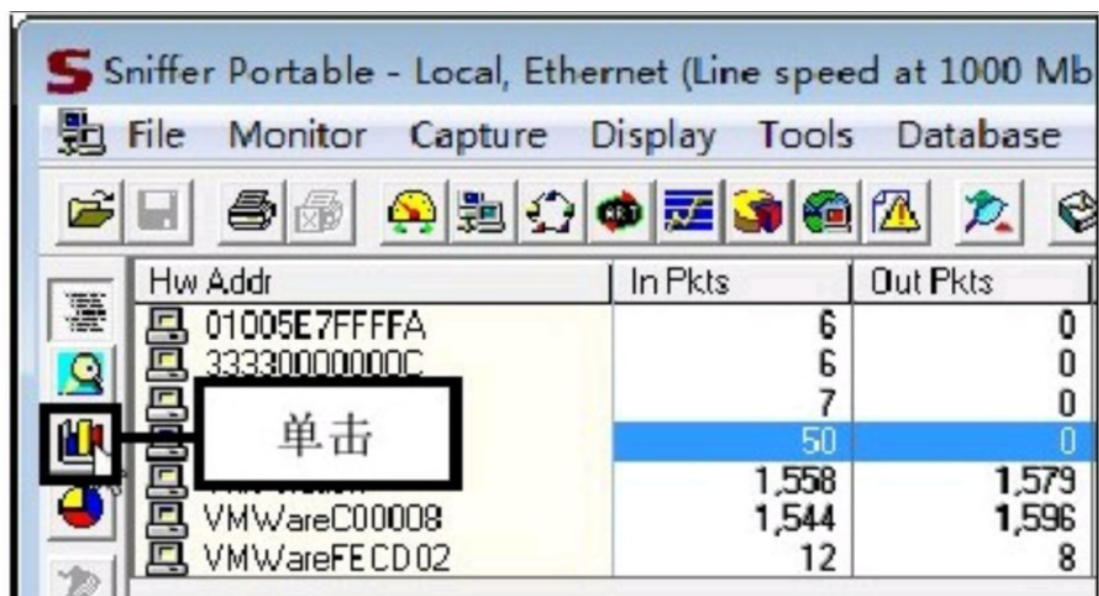 Sniffer Portable - Local, Ethernet (Line speed at 1000 Mb
File Monitor Capture Display Tools Database
Hw Addr In Pkts Out Pkts
01005E7FFFFA 6 0
33330000000C 6 0
7 0
单击
50 0
1,558 1,579
VMWareC00008 1,544 1,596
VMWareFECD02 12 8